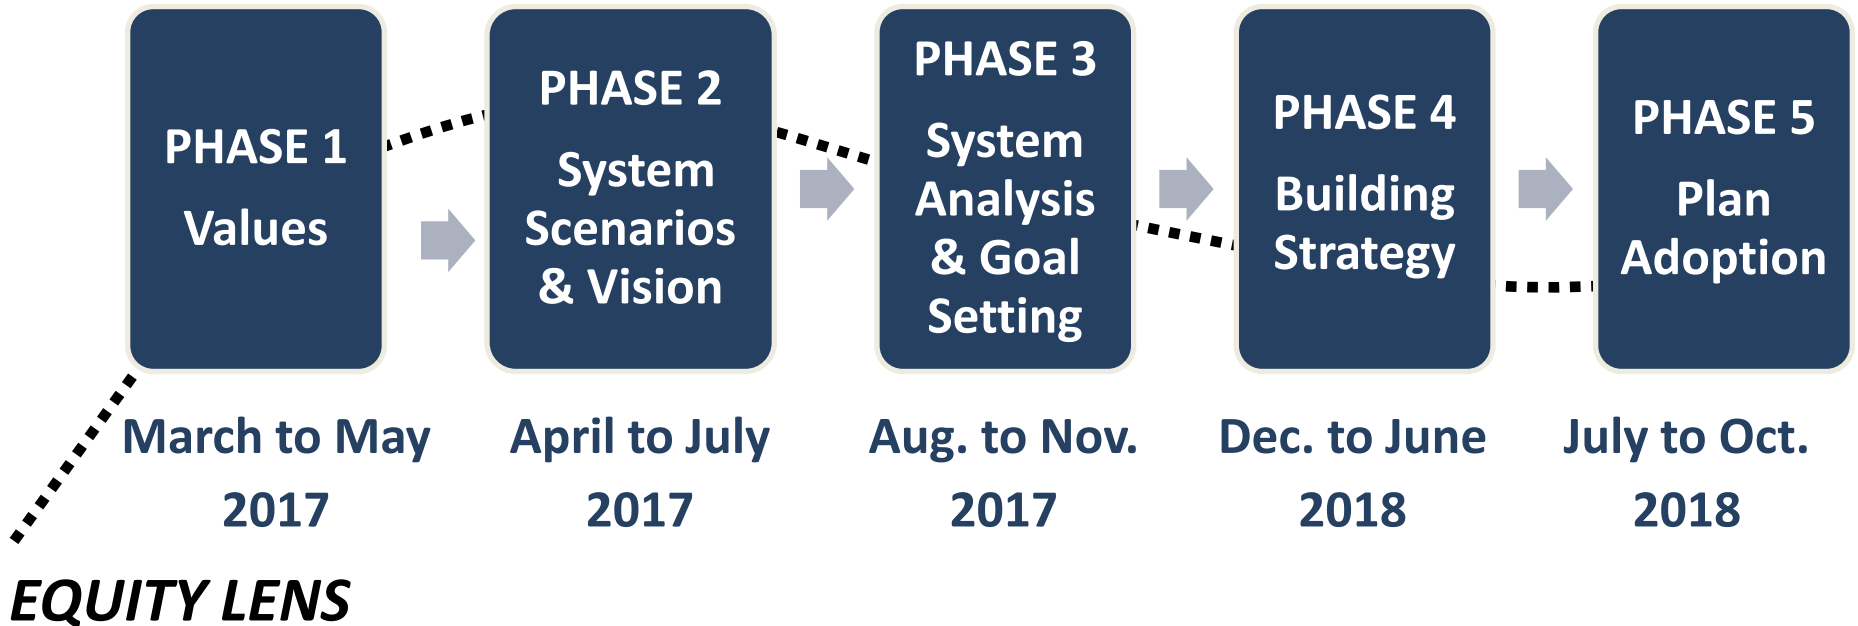 PHASE 1
Values
PHASE 2
System
Scenarios
& Vision
PHASE 3
System
Analysis
& Goal
Setting
PHASE 4
Building
Strategy
PHASE 5
Plan
Adoption
March to May
2017
April to July
2017
Aug. to Nov.
2017
Dec. to June
2018
July to Oct.
2018
EQUITY LENS